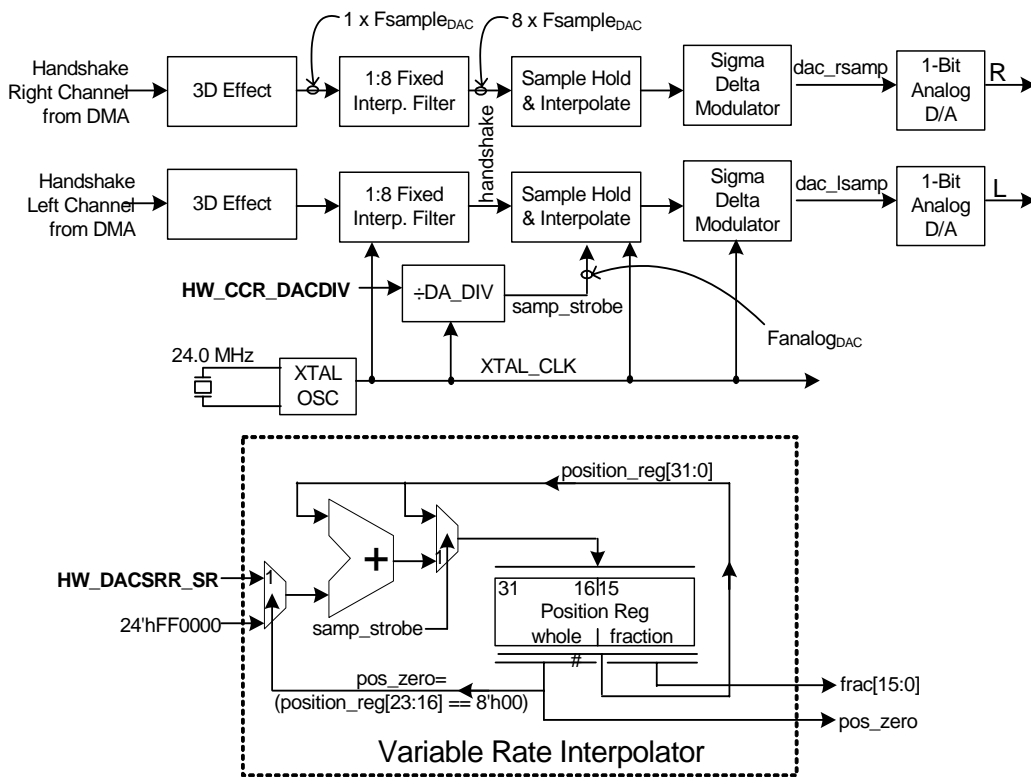 1 x FsampleDAC
8 x FsampleDAC
Handshake
Right Channel
from DMA
3D Effect
1:8 Fixed
Interp. Filter
Sample Hold
& Interpolate
Sigma
Delta
Modulator
dac_rsamp
1-Bit
Analog
D/A
R
handshake
Handshake
Left Channel
from DMA
3D Effect
1:8 Fixed
Interp. Filter
Sample Hold
& Interpolate
Sigma
Delta
Modulator
dac_lsamp
1-Bit
Analog
D/A
L
HW_CCR_DACDIV
÷DA_DIV
samp_strobe
FanalogDAC
24.0 MHz
XTAL
OSC
XTAL_CLK
position_reg[31:0]
HW_DACSRR_SR
1
+
1
24'hFF0000
samp_strobe
31 16|15
Position Reg
whole | fraction
#
pos_zero=
(position_reg[23:16] == 8'h00)
frac[15:0]
pos_zero
Variable Rate Interpolator